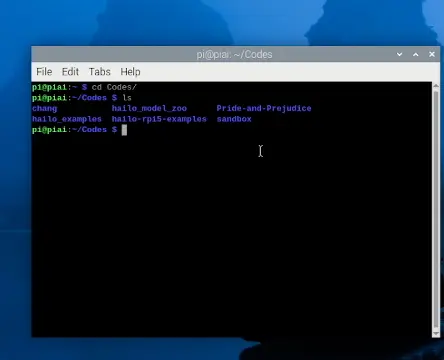 pi@piai: ~/Codes
File Edit Tabs Help
pi@piai:~ $ cd Codes/
pi@piai:~/Codes $ ls
chang hailo_model_zoo Pride-and-Prejudice
hailo_examples hailo-rpi5-examples sandbox
pi@piai:~/Codes $